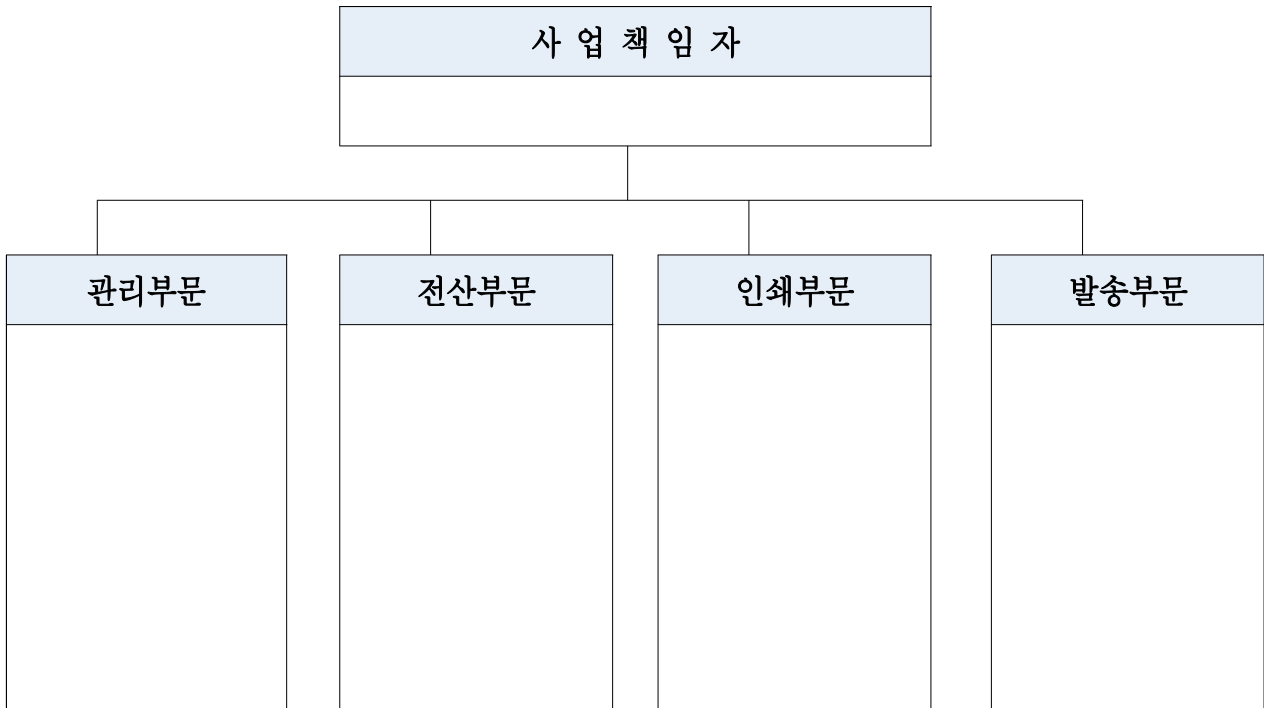 사 업 책 임 자
관리부문
전산부문
인쇄부문
발송부문